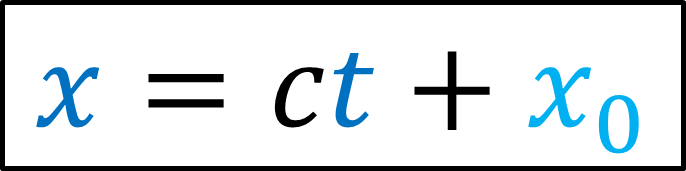 x = ct + x₀